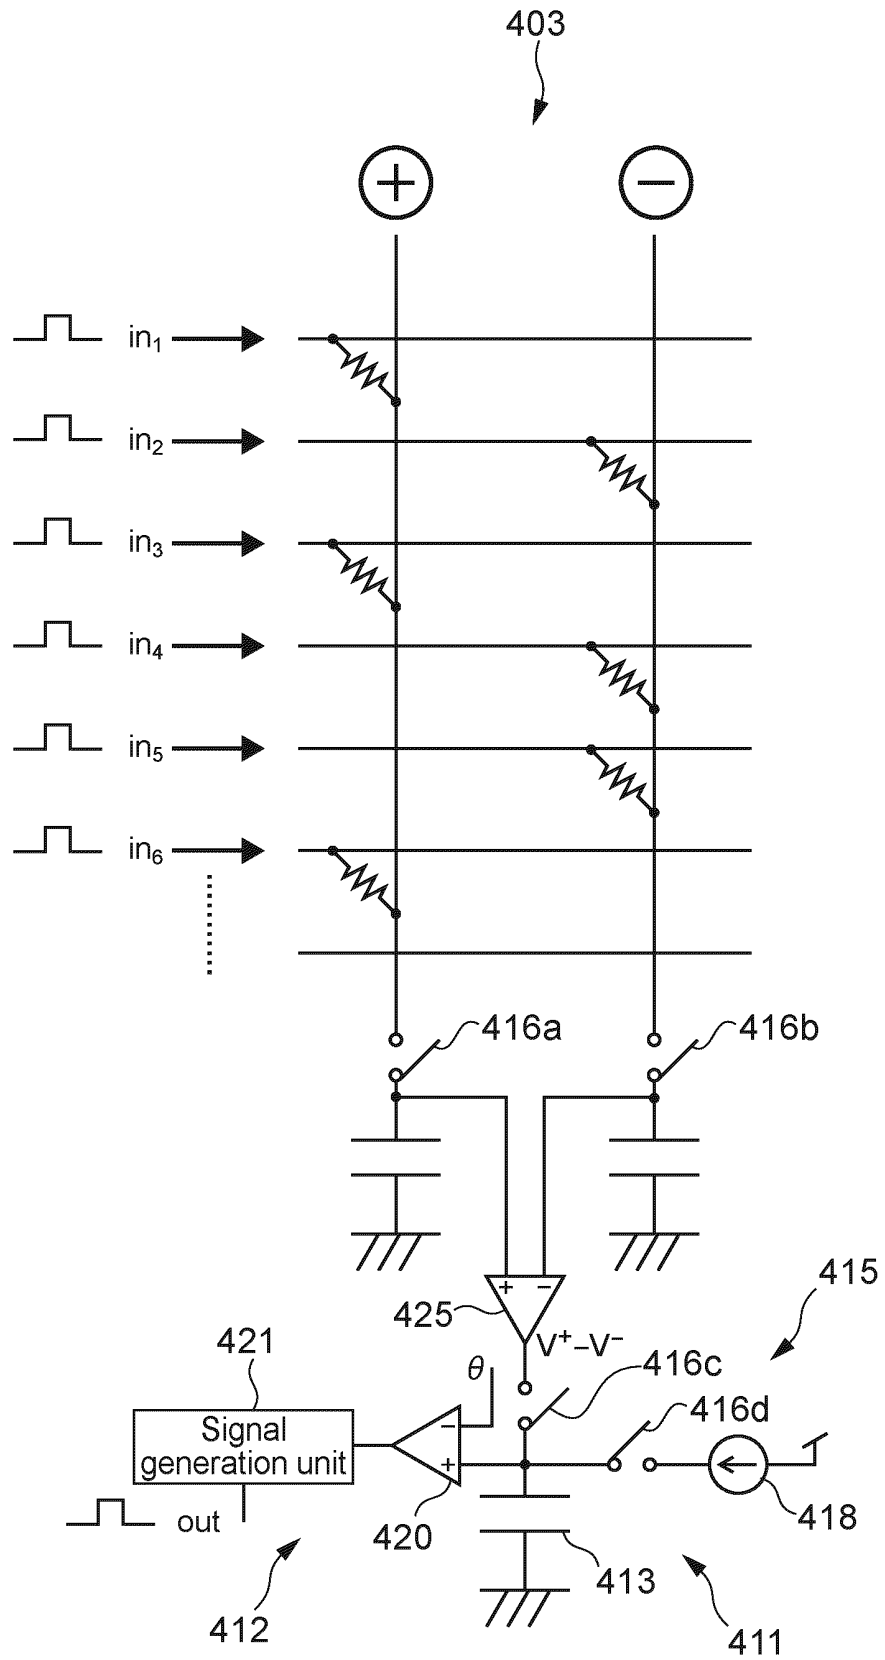 403
+ −
in1
in2
in3
in4
in5
in6
416a 416b
415
+ −
425
V+−V−
421
θ
416c
416d
Signal
generation unit
−
+
418
out
420
413
412
411